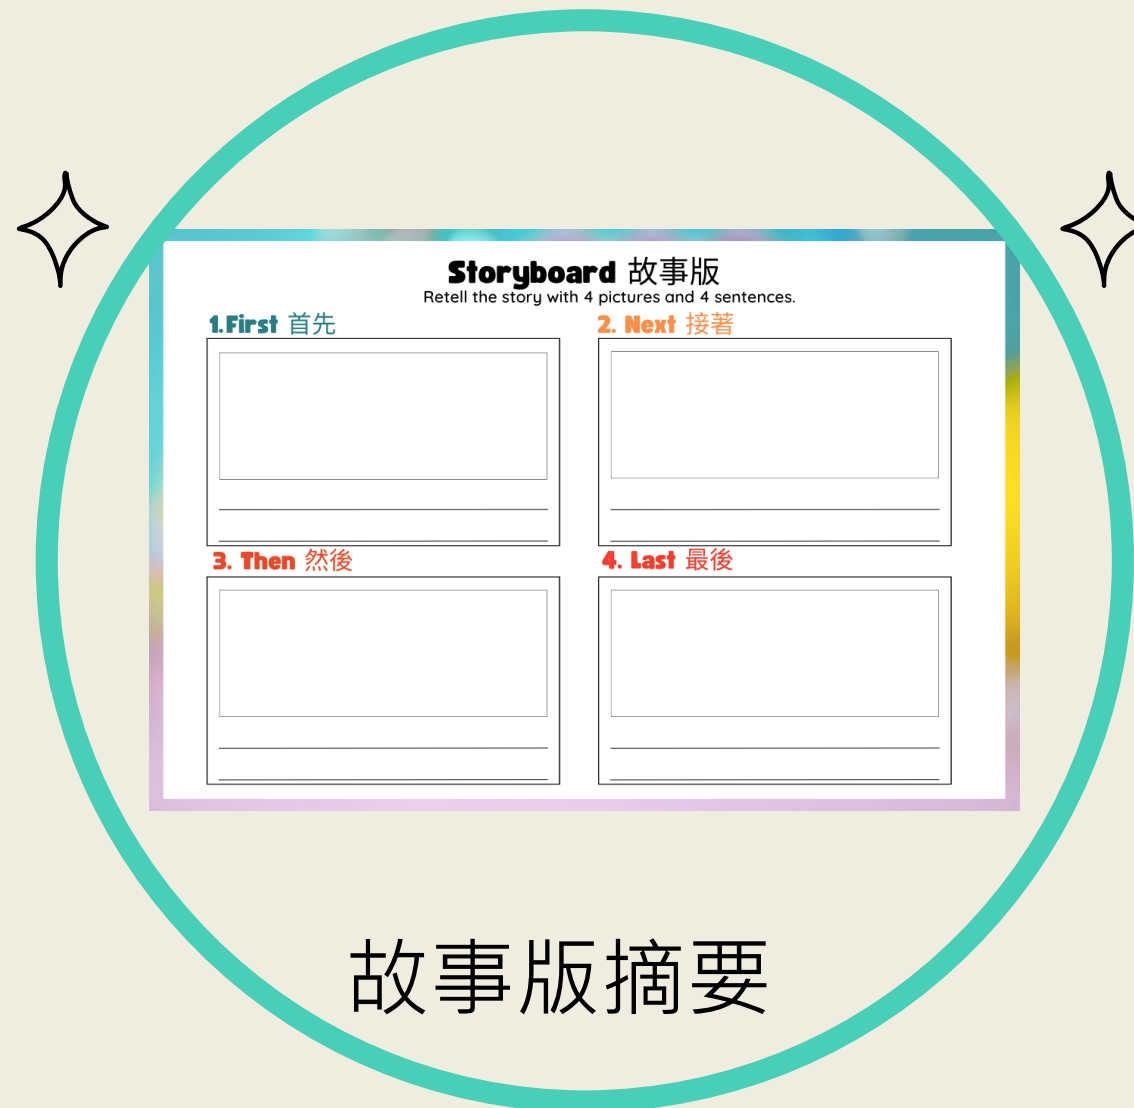 Storyboard 故事版
Retell the story with 4 pictures and 4 sentences.
1.First 首先
2. Next 接著
3. Then 然後
4. Last 最後
故事版摘要